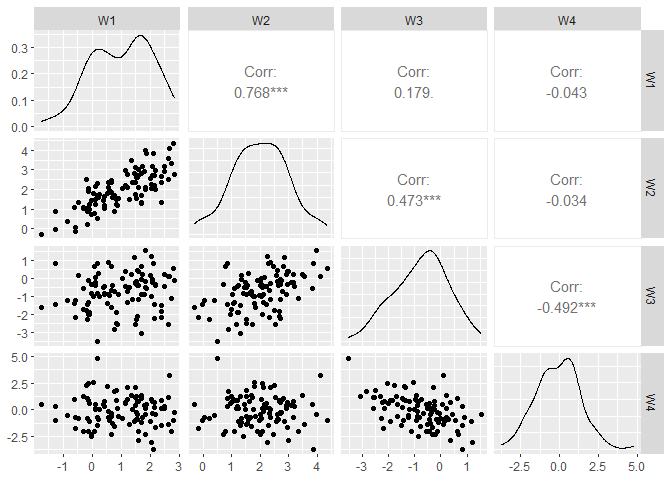 W1 W2 W3 W4
0.3
0.2
0.1
0.0
Corr:
0.768***
Corr:
0.179.
Corr:
-0.043
W1
4
3
2
1
0
Corr:
0.473***
Corr:
-0.034
W2
1
0
-1
-2
-3
Corr:
-0.492***
W3
5.0
2.5
0.0
-2.5
W4
-1 0 1 2 3
0 1 2 3 4
-3 -2 -1 0 1
-2.5 0.0 2.5 5.0